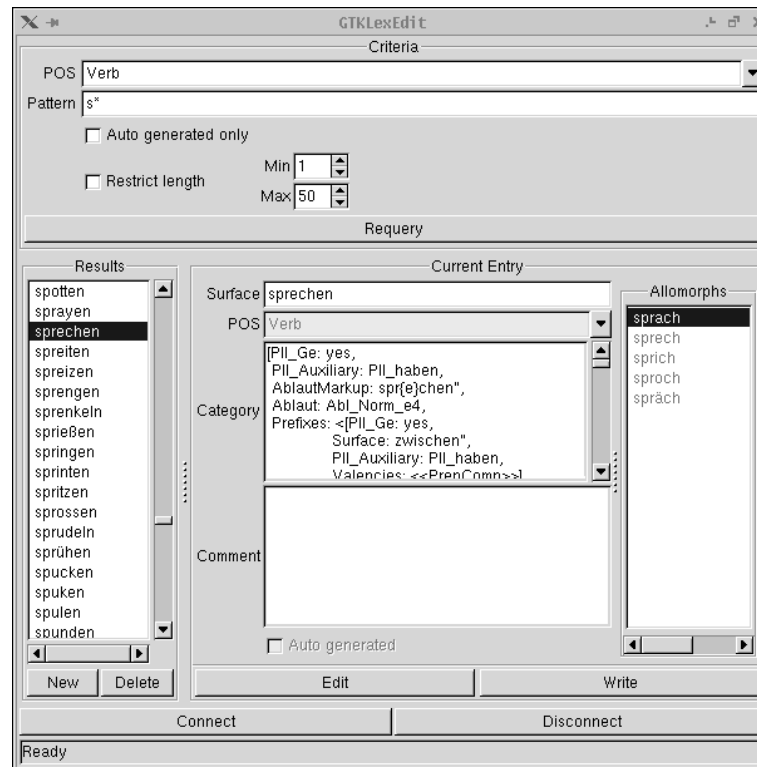 GTKLexEdit
Criteria
POS Verb
Pattern s*
Auto generated only
Restrict length
Min 1
Max 50
Requery
Results
spotten
sprayen
sprechen
spreiten
spreizen
sprengen
sprenkeln
sprießen
springen
sprinten
spritzen
sprossen
sprudeln
sprühen
spucken
spuken
spulen
spunden
New Delete
Current Entry
Surface sprechen
POS Verb
Category
[PII_Ge: yes,
PII_Auxiliary: PII_haben,
AblautMarkup: spr{e}chen",
Ablaut: Abl_Norm_e4,
Prefixes: <[PII_Ge: yes,
Surface: zwischen",
PII_Auxiliary: PII_haben,
Valencies: <<PrenComp>>]
Comment
Auto generated
Allomorphs
sprach
sprech
sprich
sproch
spräch
Edit Write
Connect Disconnect
Ready